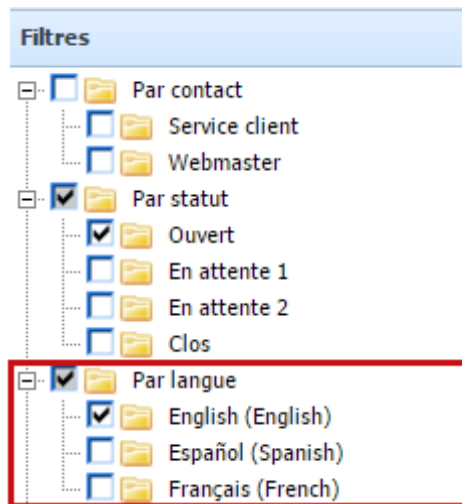 Filtres
Par contact
Service client
Webmaster
Par statut
Ouvert
En attente 1
En attente 2
Clos
Par langue
English (English)
Español (Spanish)
Français (French)